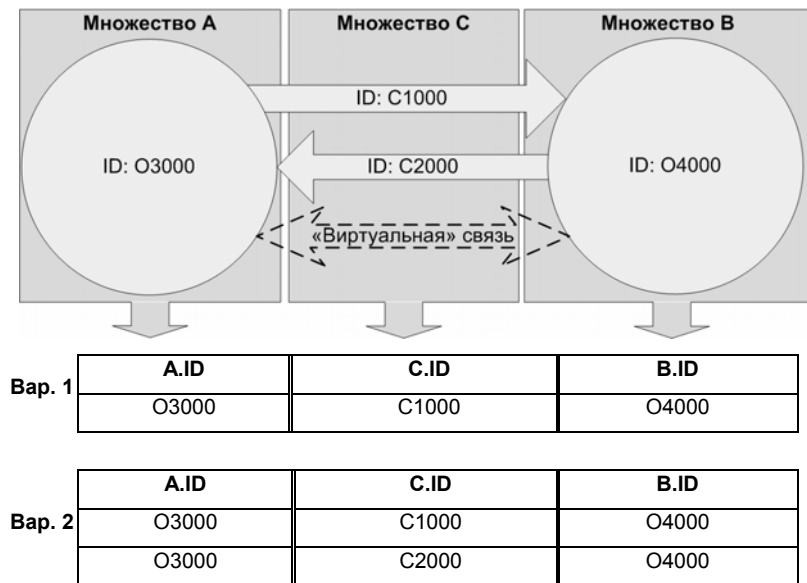 Множество A Множество C Множество B
ID: C1000
ID: O3000 ID: C2000 ID: O4000
«Виртуальная» связь
Вар. 1
A.ID C.ID B.ID
O3000 C1000 O4000
Вар. 2
A.ID C.ID B.ID
O3000 C1000 O4000
O3000 C2000 O4000